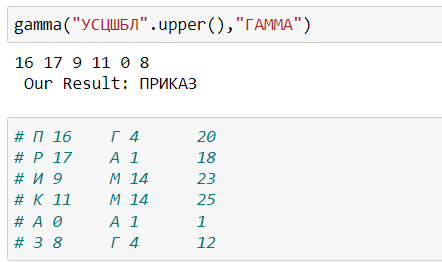 gamma("УСЦШБЛ".upper(),"ГАММА")
16 17 9 11 0 8
Our Result: ПРИКАЗ
# П 16 Г 4 20
# Р 17 А 1 18
# И 9 М 14 23
# К 11 М 14 25
# А 0 А 1 1
# З 8 Г 4 12